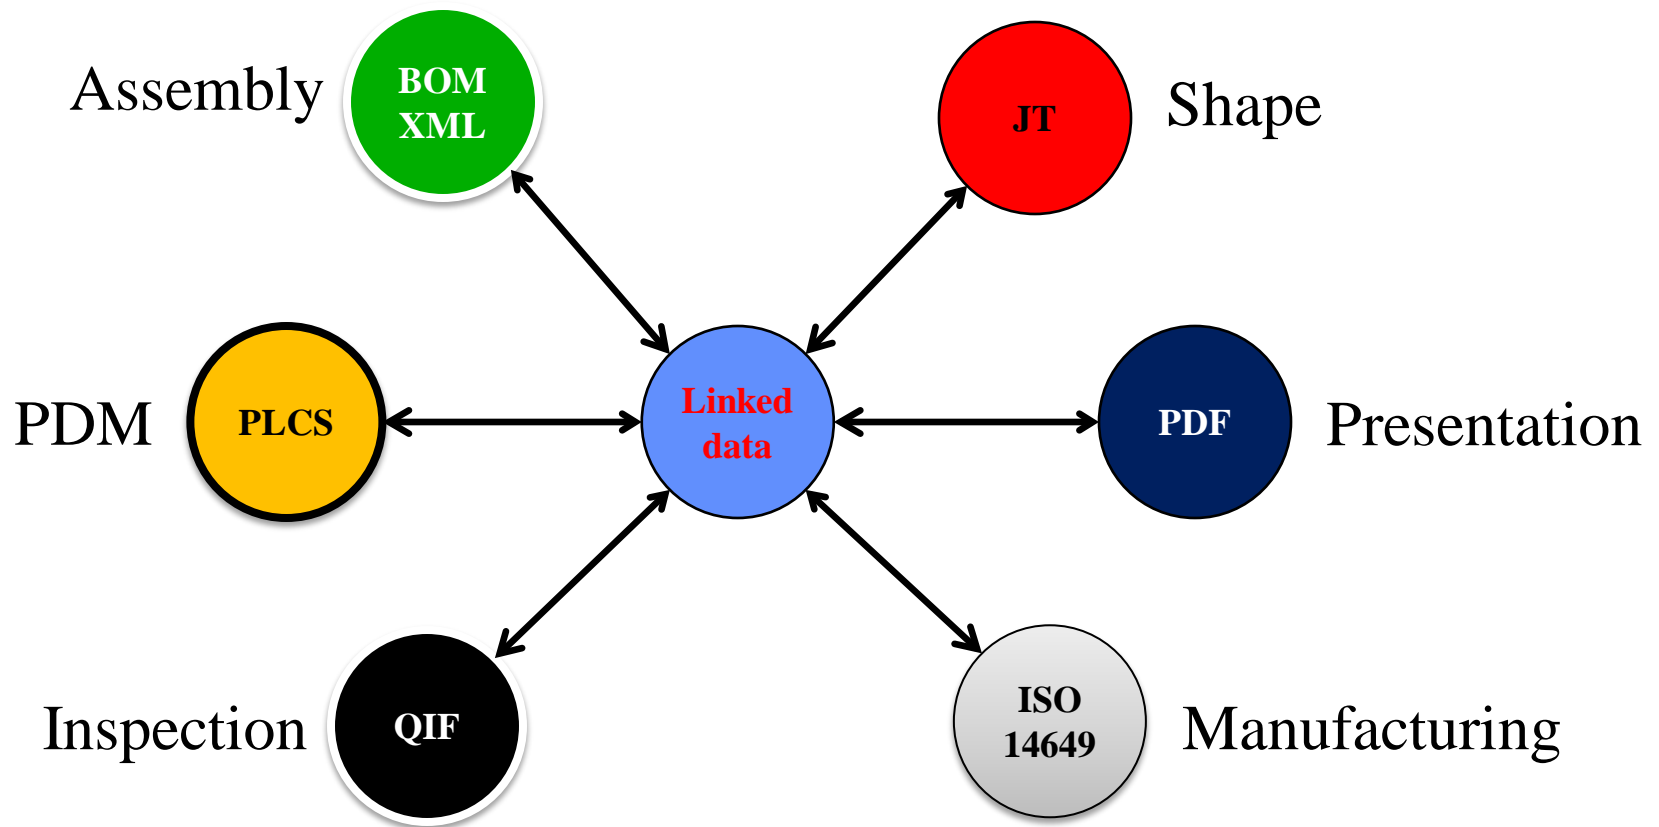 Assembly
BOM
XML
JT
Shape
PDM
PLCS
Linked
data
PDF
Presentation
Inspection
QIF
ISO
14649
Manufacturing